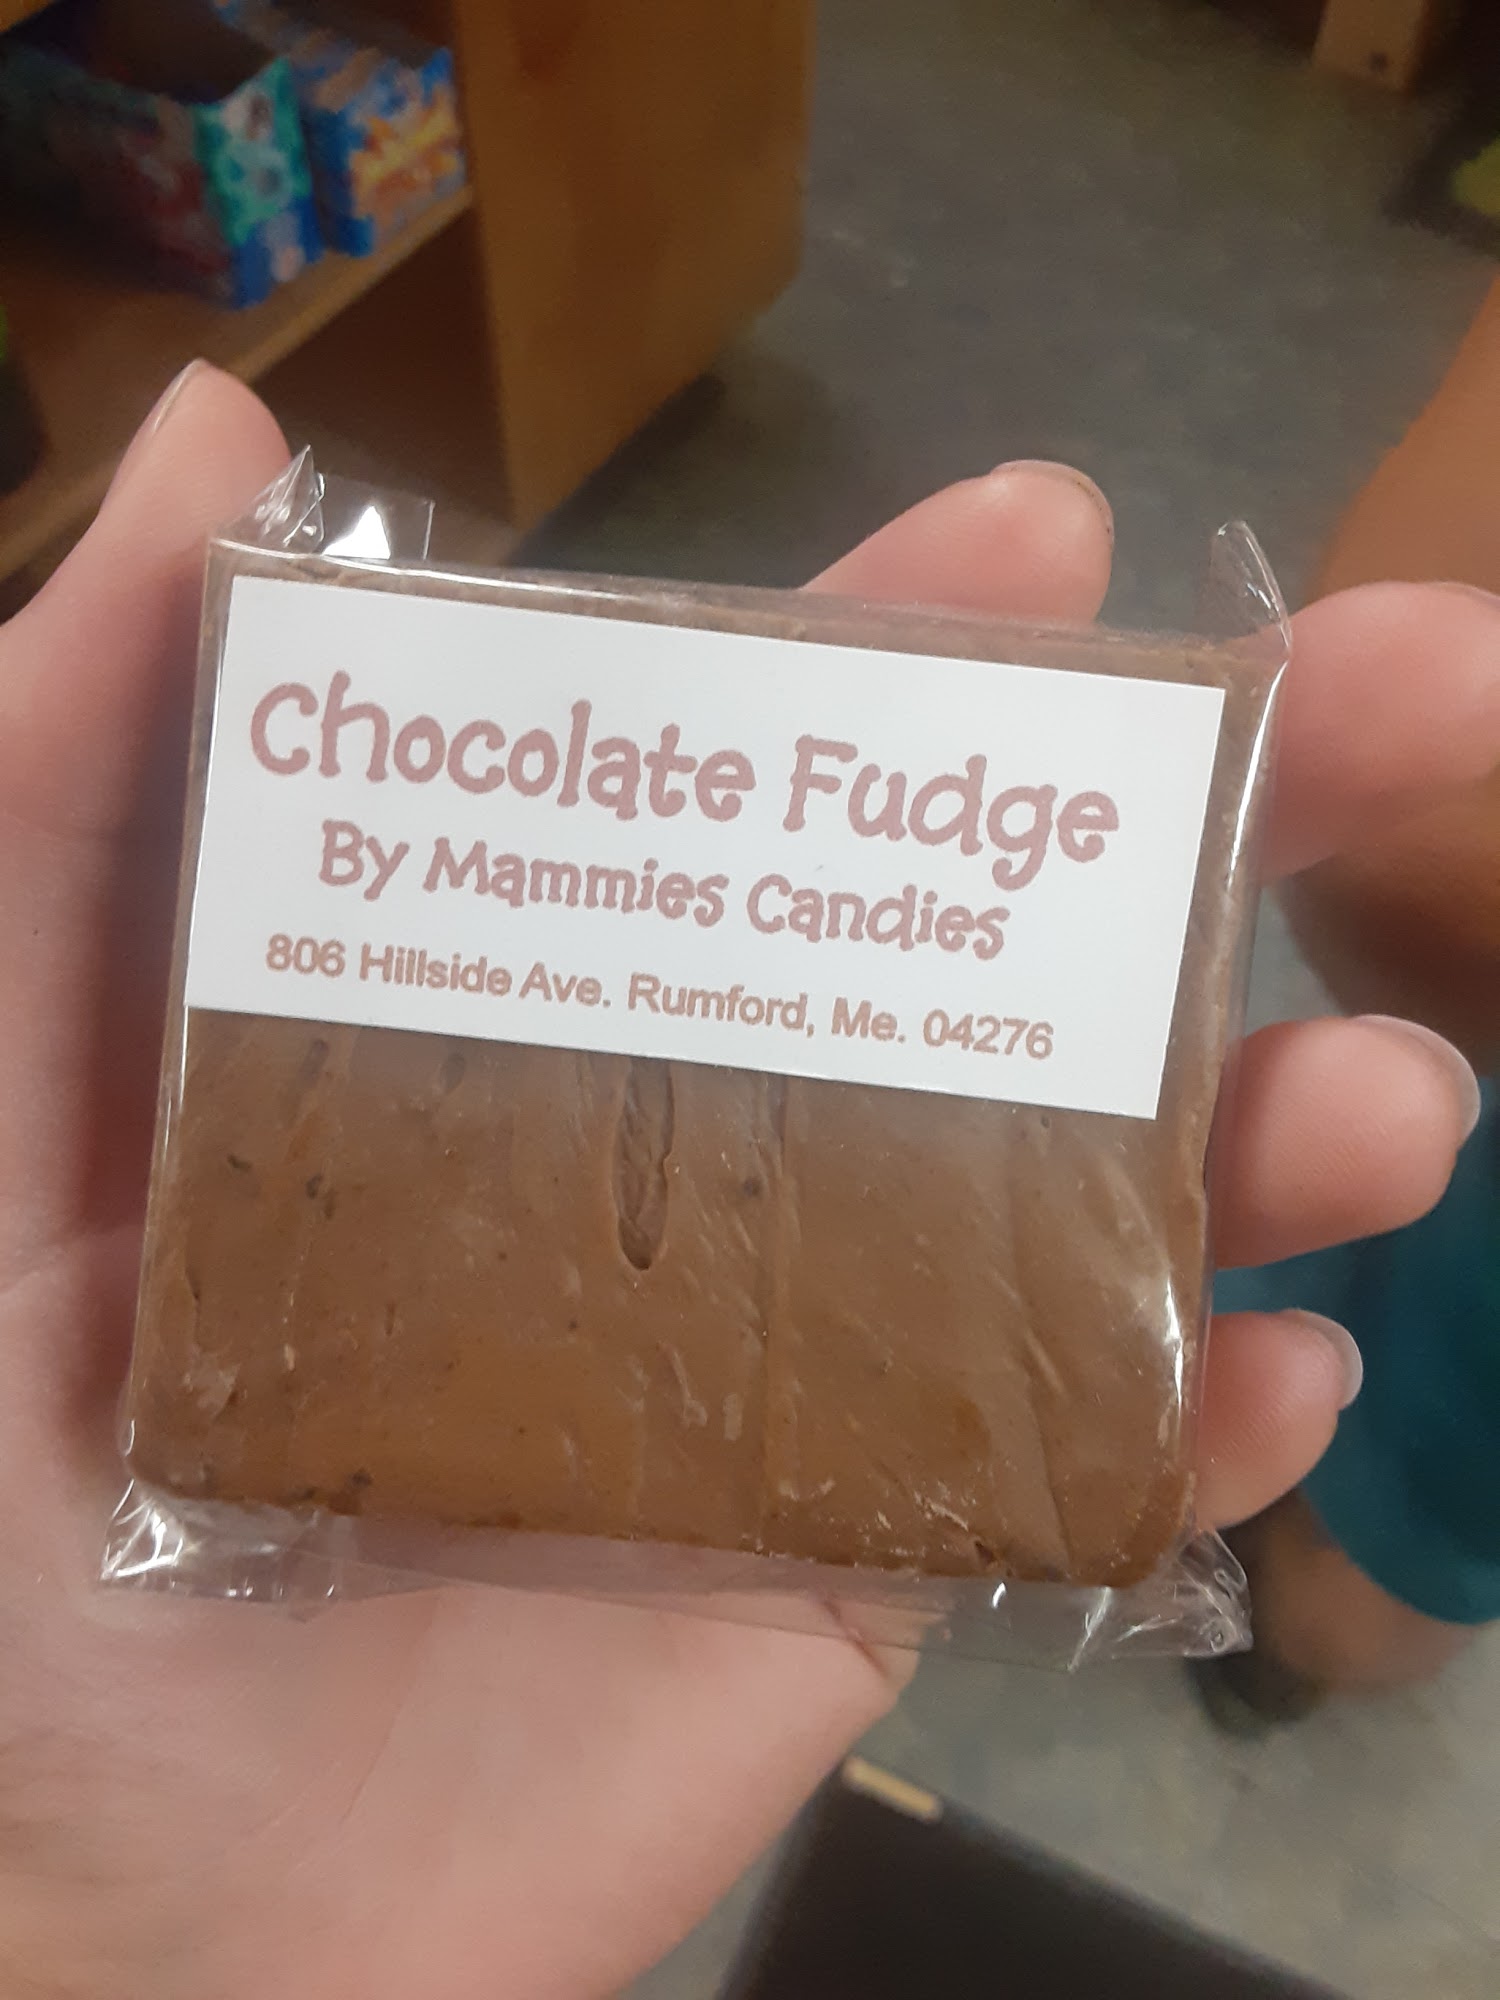 Chocolate Fudge
By Mammies Candies
806 Hillside Ave. Rumford, Me. 04276